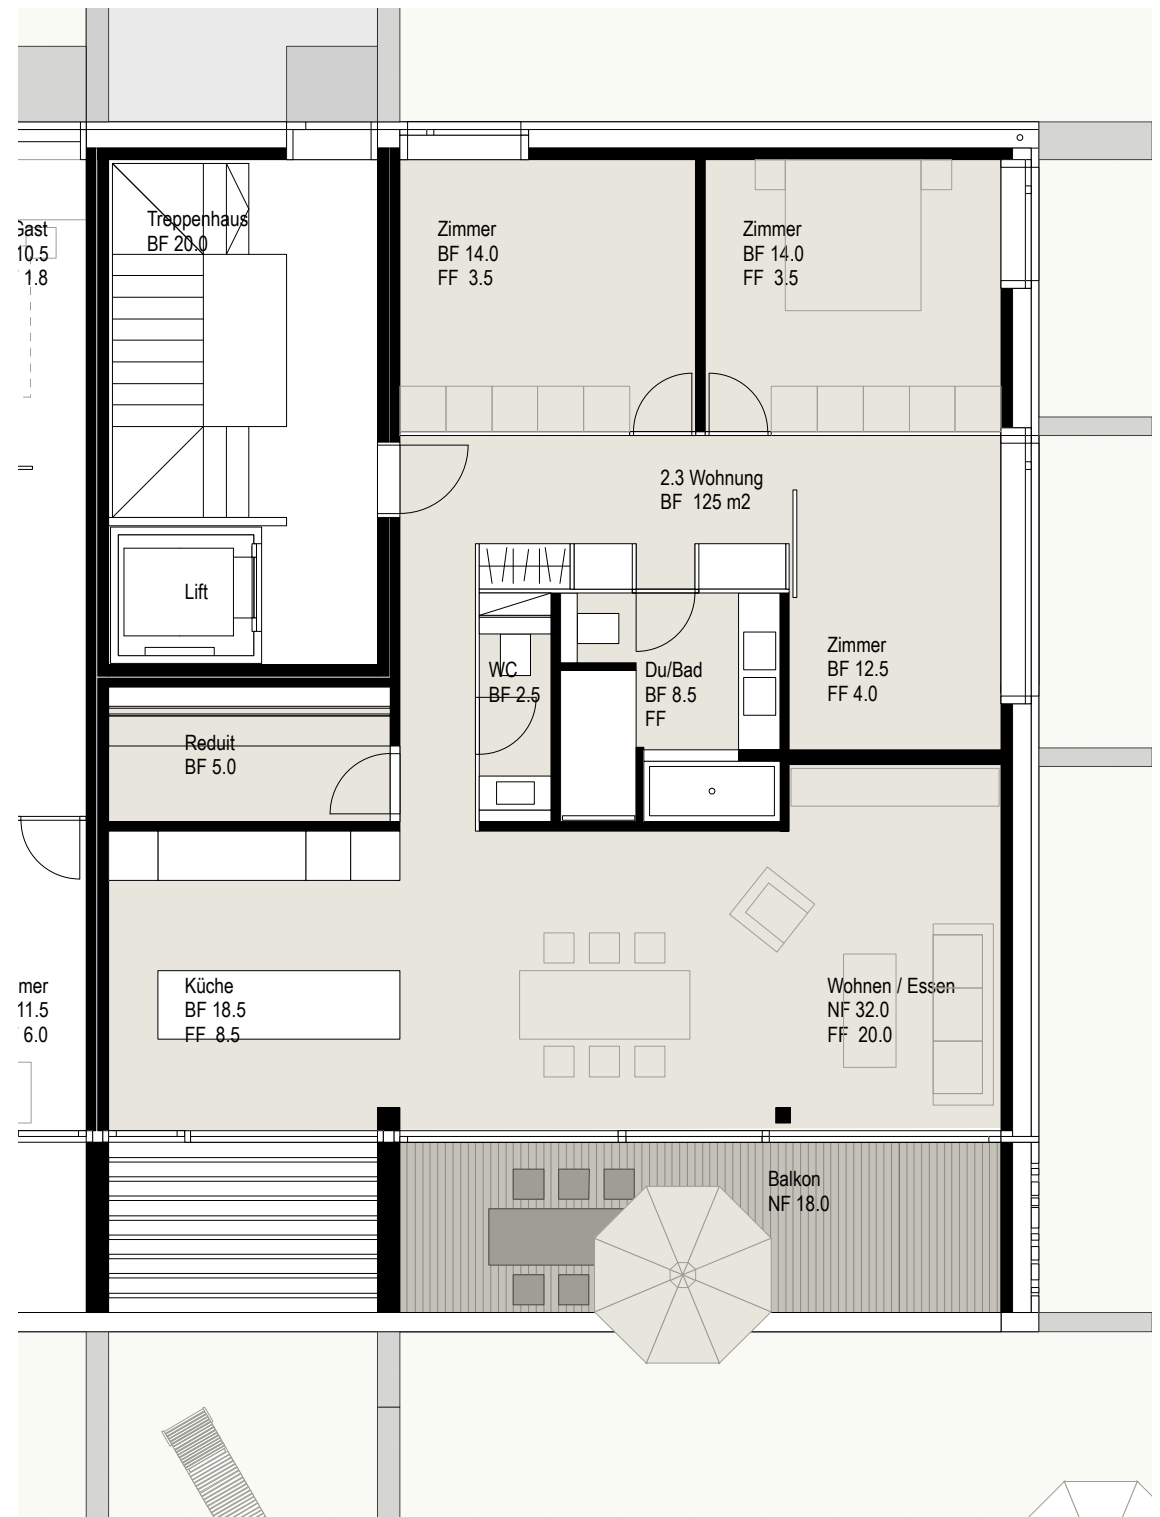 Treppenhaus
BF 20.0
Zimmer
BF 14.0
FF 3.5
Zimmer
BF 14.0
FF 3.5
Gast
10.5
1.8
2.3 Wohnung
BF 125 m2
Lift
Zimmer
BF 12.5
FF 4.0
WC
BF 2.5
Du/Bad
BF 8.5
FF
Reduit
BF 5.0
mer
11.5
6.0
Küche
BF 18.5
FF 8.5
Wohnen / Essen
NF 32.0
FF 20.0
Balkon
NF 18.0